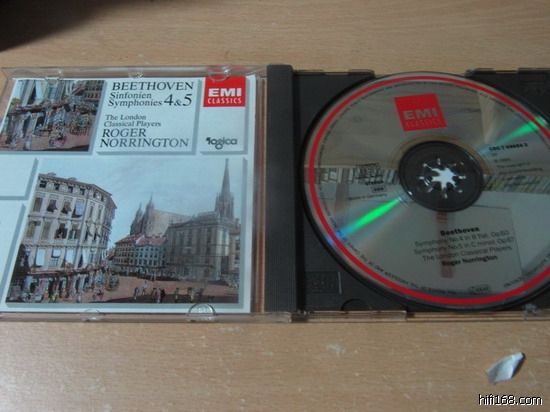 BEETHOVEN
Sinfonien
Symphonies 4&5
The London
Classical Players
ROGER
NORRINGTON
EMI
CLASSICS
logica
EMI
CLASSICS
STEREO
Beethoven
Symphony No.4 in B flat, Op.60
Symphony No.5 in C minor, Op.67
The London Classical Players
Roger Norrington
hifi168.com